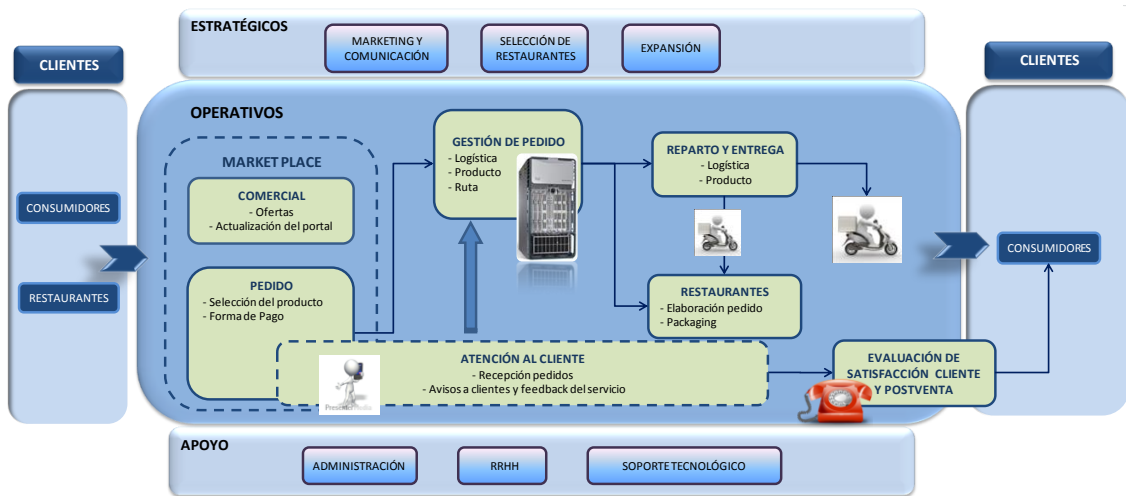 ESTRATÉGICOS
MARKETING Y
COMUNICACIÓN
SELECCIÓN DE
RESTAURANTES
EXPANSIÓN
CLIENTES
CONSUMIDORES
RESTAURANTES
OPERATIVOS
MARKET PLACE
COMERCIAL
- Ofertas
- Actualización del portal
PEDIDO
- Selección del producto
- Forma de Pago
GESTIÓN DE PEDIDO
- Logística
- Producto
- Ruta
REPARTO Y ENTREGA
- Logística
- Producto
RESTAURANTES
- Elaboración pedido
- Packaging
ATENCIÓN AL CLIENTE
- Recepción pedidos
- Avisos a clientes y feedback del servicio
PresenterMedia
EVALUACIÓN DE
SATISFACCIÓN CLIENTE
Y POSTVENTA
CLIENTES
CONSUMIDORES
APOYO
ADMINISTRACIÓN
RRHH
SOPORTE TECNOLÓGICO